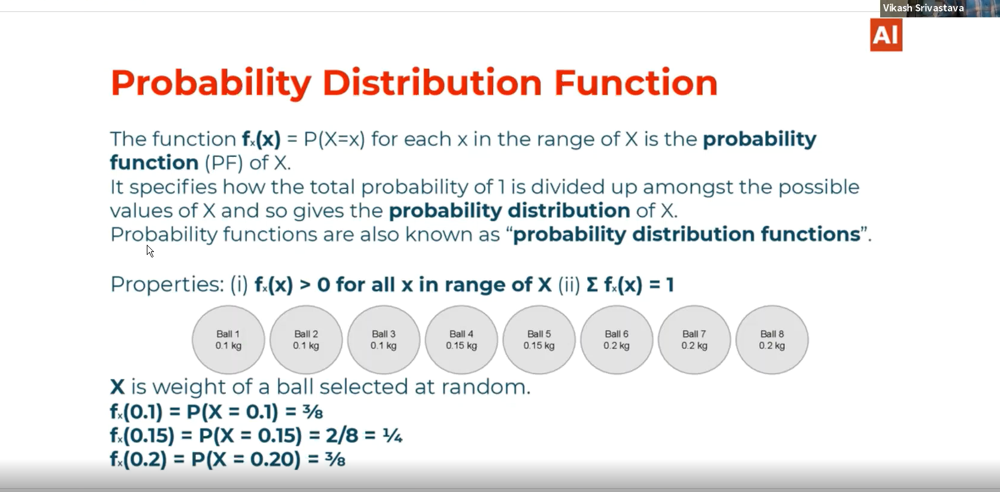 Vikash Srivastava
AI
Probability Distribution Function
The function fₓ(x) = P(X=x) for each x in the range of X is the probability
function (PF) of X.
It specifies how the total probability of 1 is divided up amongst the possible
values of X and so gives the probability distribution of X.
Probability functions are also known as “probability distribution functions”.
Properties: (i) fₓ(x) > 0 for all x in range of X (ii) Σ fₓ(x) = 1
Ball 1 Ball 2 Ball 3 Ball 4 Ball 5 Ball 6 Ball 7 Ball 8
0.1 kg 0.1 kg 0.1 kg 0.15 kg 0.15 kg 0.2 kg 0.2 kg 0.2 kg
X is weight of a ball selected at random.
fₓ(0.1) = P(X = 0.1) = ⅜
fₓ(0.15) = P(X = 0.15) = 2/8 = ¼
fₓ(0.2) = P(X = 0.20) = ⅜